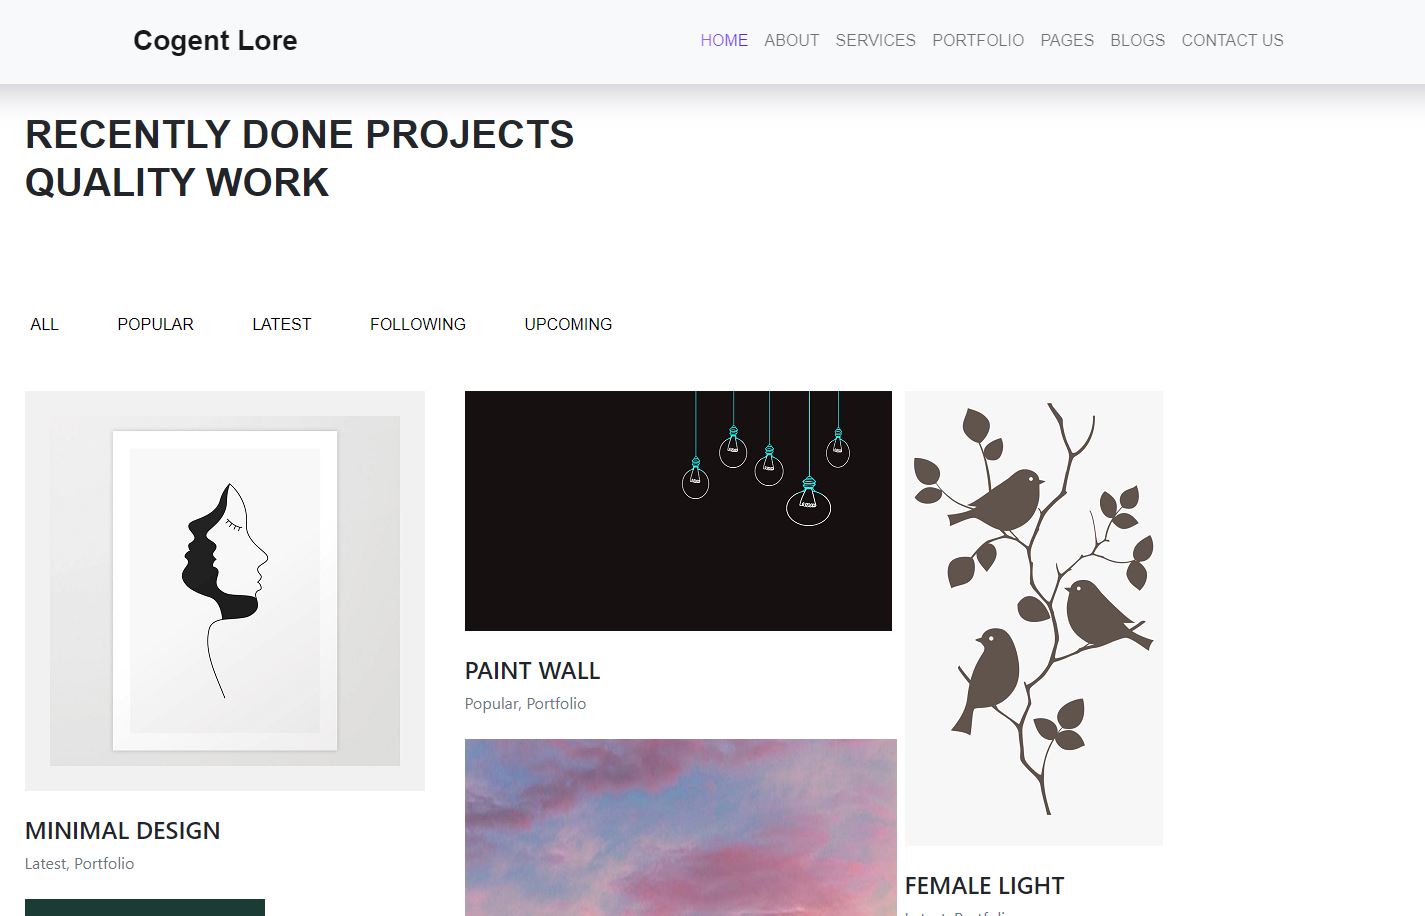 Cogent Lore
HOME ABOUT SERVICES PORTFOLIO PAGES BLOGS CONTACT US
RECENTLY DONE PROJECTS
QUALITY WORK
ALL POPULAR LATEST FOLLOWING UPCOMING
MINIMAL DESIGN
Latest, Portfolio
PAINT WALL
Popular, Portfolio
FEMALE LIGHT